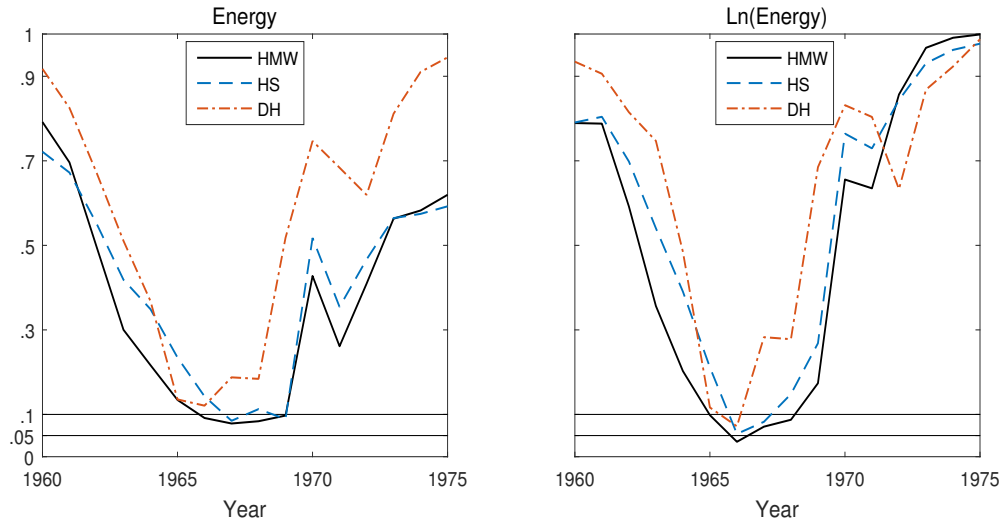 Energy
1
.9
.7
.5
.3
.1
.05
0
HMW
HS
DH
1960
1965
1970
1975
Year
Ln(Energy)
HMW
HS
DH
1960
1965
1970
1975
Year